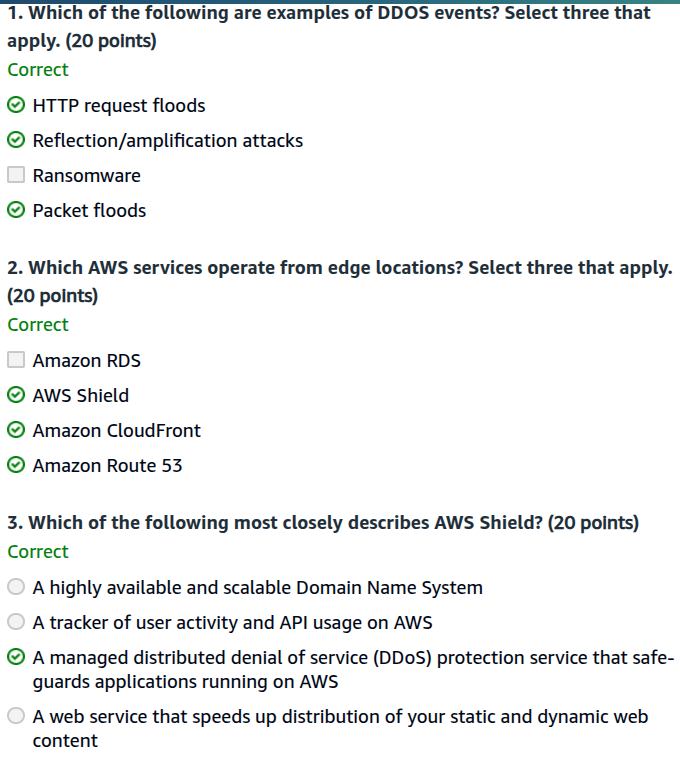 1. Which of the following are examples of DDOS events? Select three that
apply. (20 points)
Correct
HTTP request floods
Reflection/amplification attacks
Ransomware
Packet floods
2. Which AWS services operate from edge locations? Select three that apply.
(20 points)
Correct
Amazon RDS
AWS Shield
Amazon CloudFront
Amazon Route 53
3. Which of the following most closely describes AWS Shield? (20 points)
Correct
A highly available and scalable Domain Name System
A tracker of user activity and API usage on AWS
A managed distributed denial of service (DDoS) protection service that safe-
guards applications running on AWS
A web service that speeds up distribution of your static and dynamic web
content